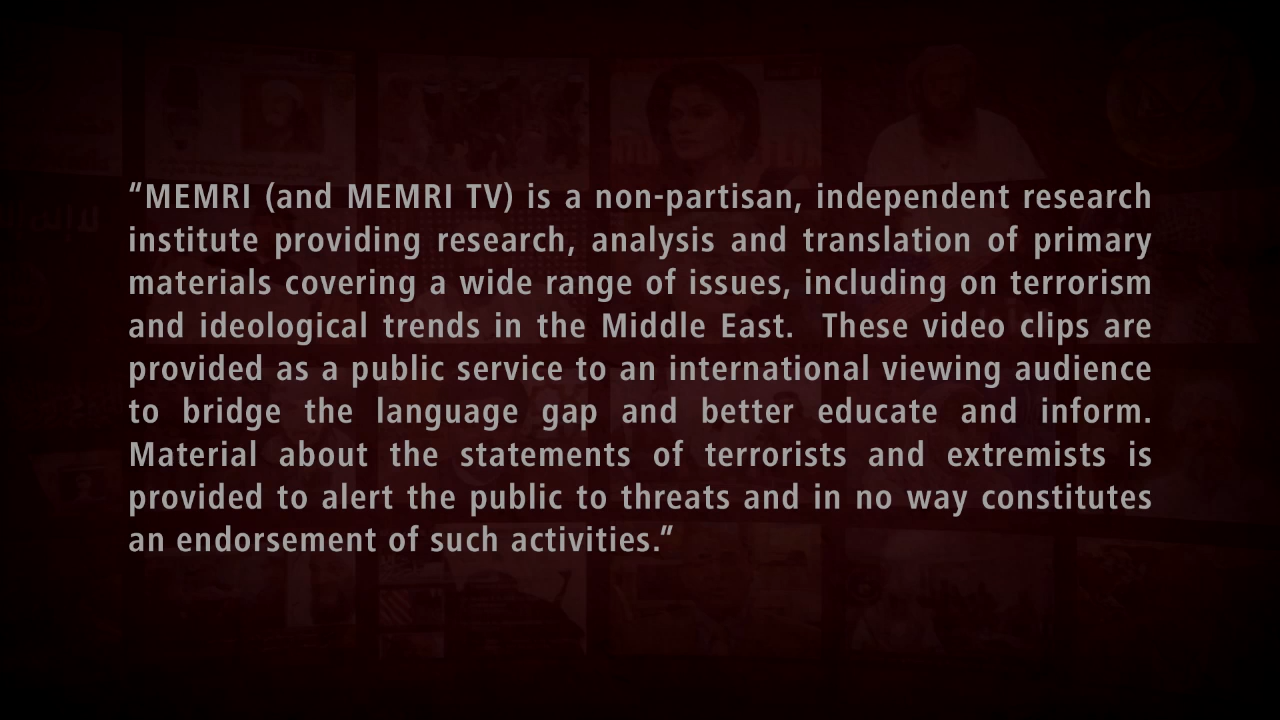 “MEMRI (and MEMRI TV) is a non-partisan, independent research
institute providing research, analysis and translation of primary
materials covering a wide range of issues, including on terrorism
and ideological trends in the Middle East.  These video clips are
provided as a public service to an international viewing audience
to bridge the language gap and better educate and inform.
Material about the statements of terrorists and extremists is
provided to alert the public to threats and in no way constitutes
an endorsement of such activities.”